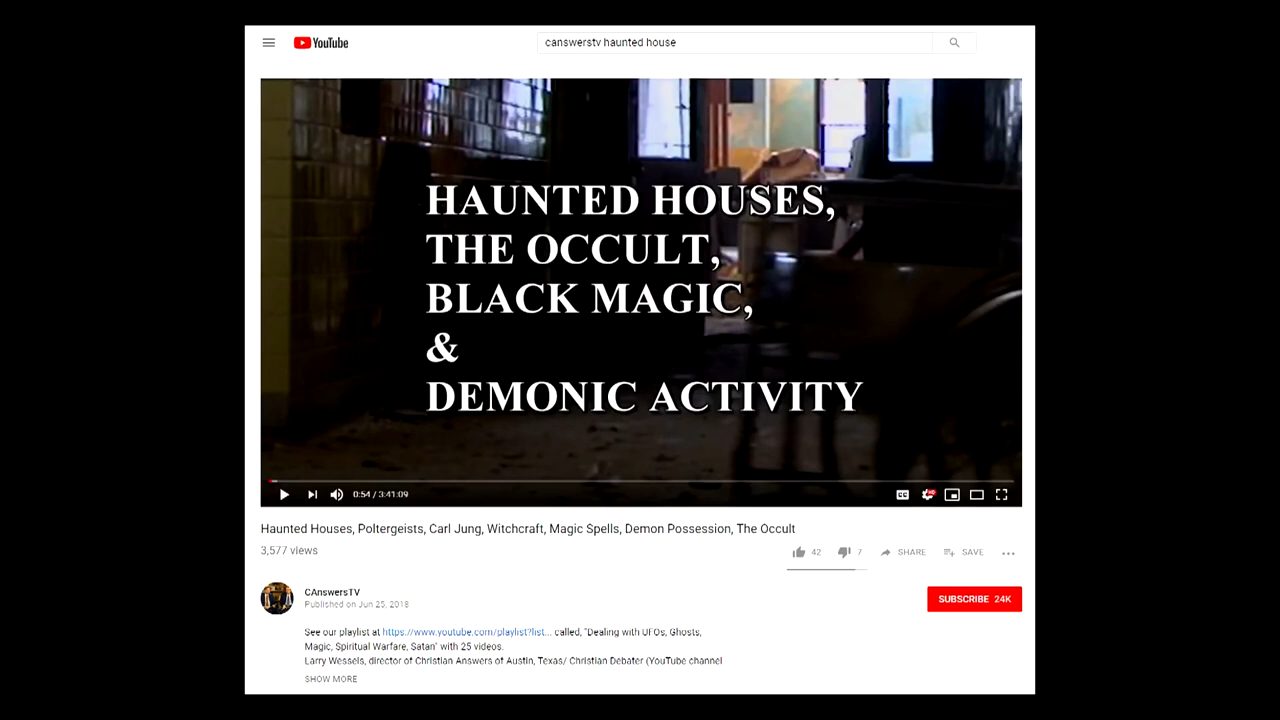 YouTube
canswerstv haunted house
HAUNTED HOUSES,
THE OCCULT,
BLACK MAGIC,
&
DEMONIC ACTIVITY
0:54 / 3:41:09
CC
HD
Haunted Houses, Poltergeists, Carl Jung, Witchcraft, Magic Spells, Demon Possession, The Occult
3,577 views
42 7 SHARE SAVE
CAnswersTV
Published on Jun 25, 2018
SUBSCRIBE 24K
See our playlist at https://www.youtube.com/playlist?list... called, "Dealing with UFOs, Ghosts,
Magic, Spiritual Warfare, Satan" with 25 videos.
Larry Wessels, director of Christian Answers of Austin, Texas/ Christian Debater (YouTube channel
SHOW MORE